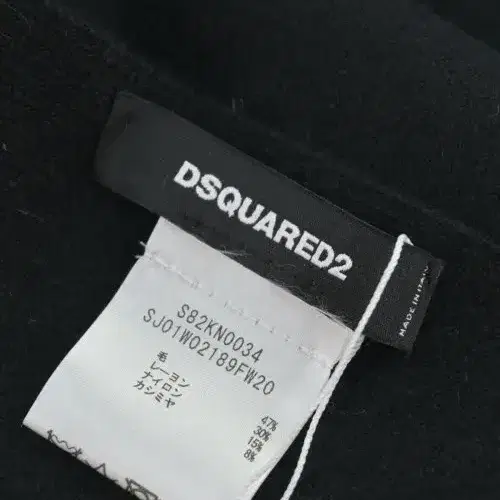 DSQUARED2
MADE IN ITALY
S82KN0034
SJ01W02189FW20
毛 47%
レーヨン 30%
ナイロン 15%
カシミヤ 8%